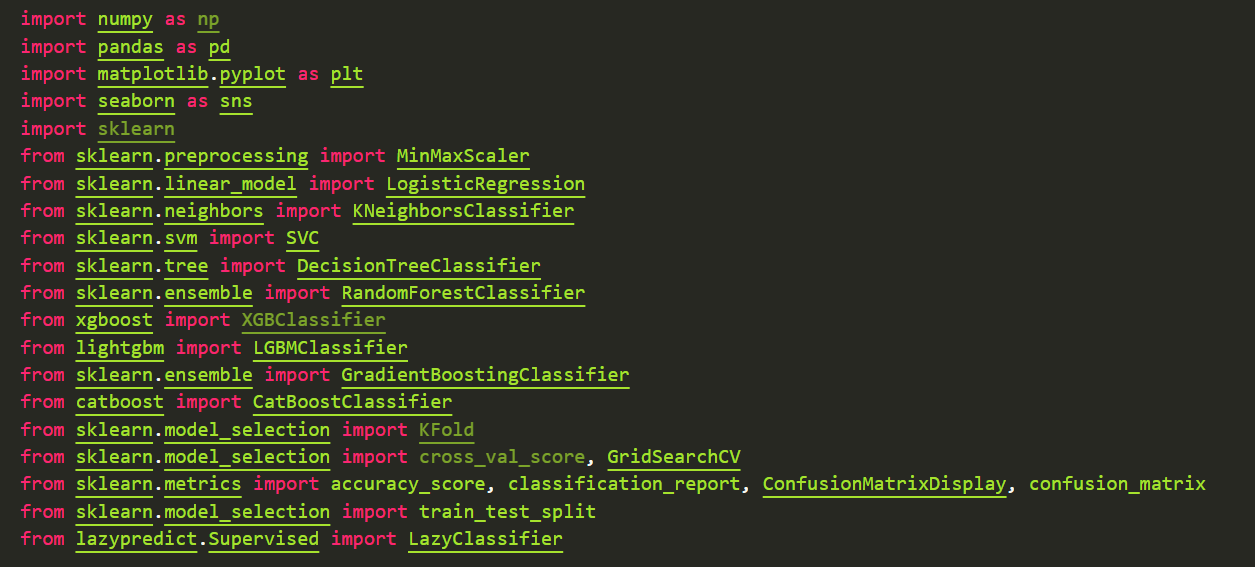 import numpy as np
import pandas as pd
import matplotlib.pyplot as plt
import seaborn as sns
import sklearn
from sklearn.preprocessing import MinMaxScaler
from sklearn.linear_model import LogisticRegression
from sklearn.neighbors import KNeighborsClassifier
from sklearn.svm import SVC
from sklearn.tree import DecisionTreeClassifier
from sklearn.ensemble import RandomForestClassifier
from xgboost import XGBClassifier
from lightgbm import LGBMClassifier
from sklearn.ensemble import GradientBoostingClassifier
from catboost import CatBoostClassifier
from sklearn.model_selection import KFold
from sklearn.model_selection import cross_val_score, GridSearchCV
from sklearn.metrics import accuracy_score, classification_report, ConfusionMatrixDisplay, confusion_matrix
from sklearn.model_selection import train_test_split
from lazypredict.Supervised import LazyClassifier